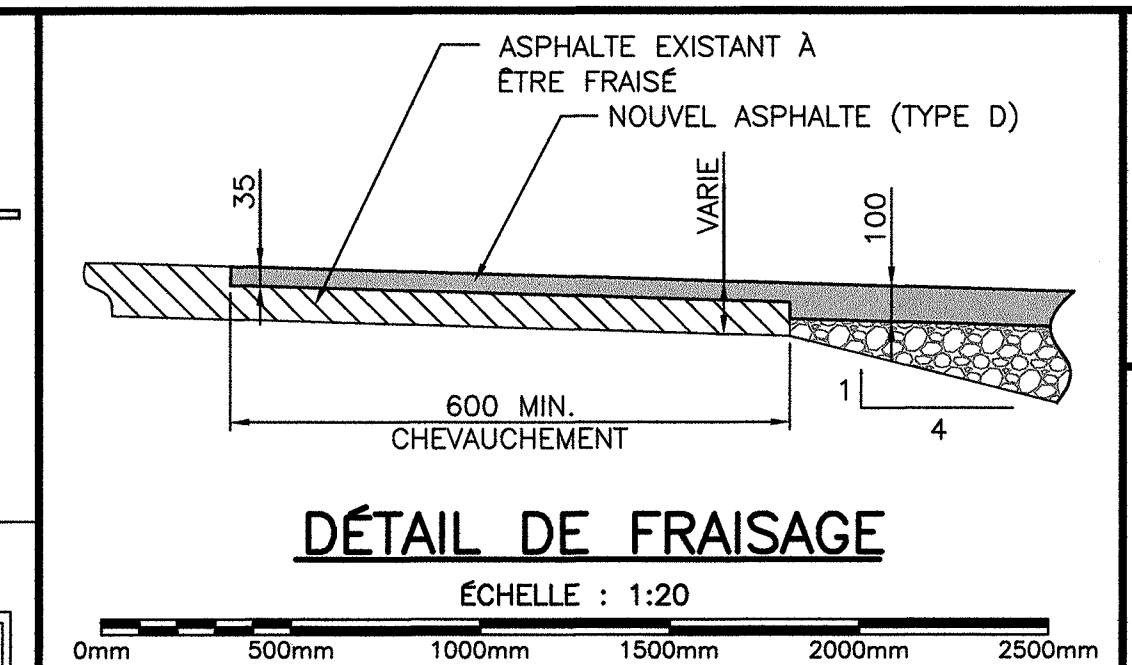 ASPHALTE EXISTANT À
ÊTRE FRAISÉ
NOUVEL ASPHALTE (TYPE D)
35
VARIE
100
600 MIN.
CHEVAUCHEMENT
1
4
DÉTAIL DE FRAISAGE
ÉCHELLE : 1:20
0mm 500mm 1000mm 1500mm 2000mm 2500mm